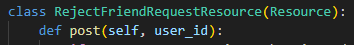 class RejectFriendRequestResource(Resource):
def post(self, user_id):